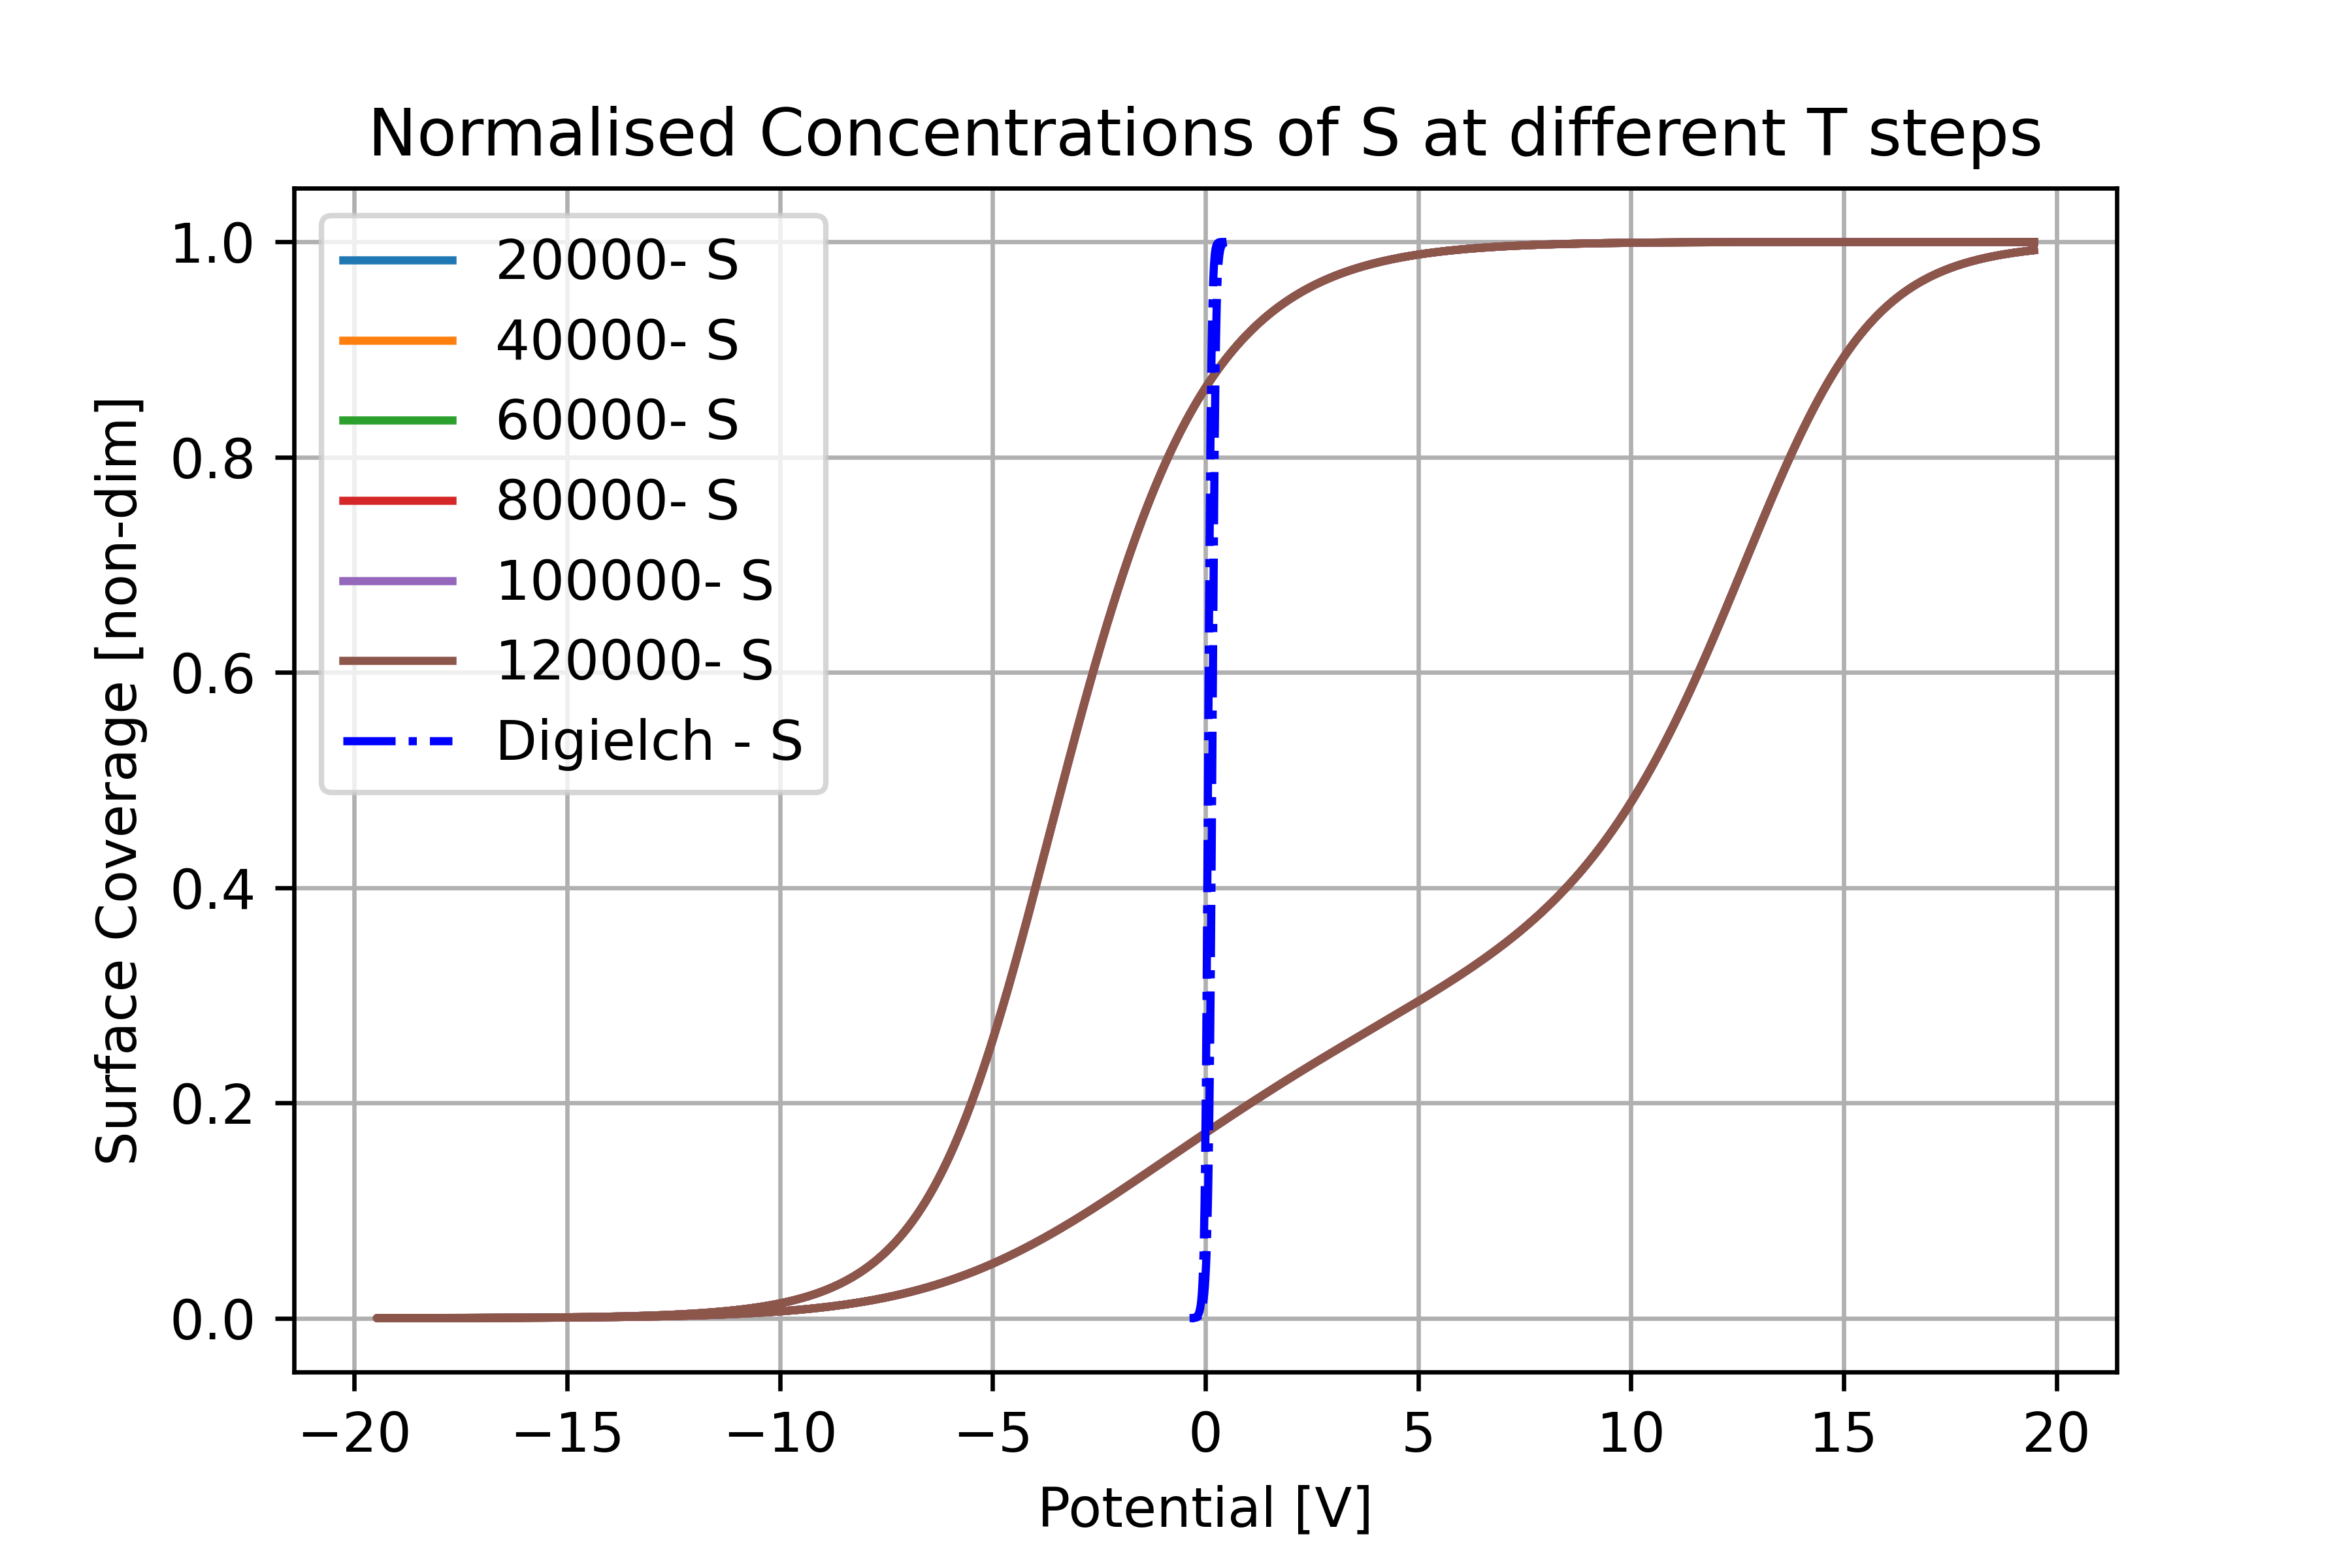 Normalised Concentrations of S at different T steps
1.0
0.8
0.6
0.4
0.2
0.0
Surface Coverage [non-dim]
20000- S
40000- S
60000- S
80000- S
100000- S
120000- S
Digielch - S
−20 −15 −10 −5 0 5 10 15 20
Potential [V]